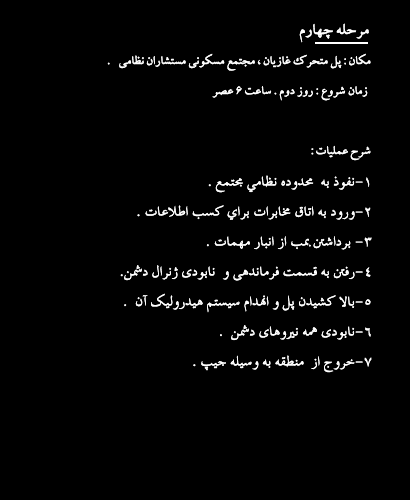 مرحله چهارم
مکان : پل متحرک غازیان ، مجتمع مسکونی مستشاران نظامی .
زمان شروع : روز دوم . ساعت ۶ عصر
شرح عملیات :
۱-نفوذ به محدوده نظامي مجتمع .
۲-ورود به اتاق مخابرات براي کسب اطلاعات .
۳- برداشتن بمب از انبار مهمات .
٤-رفتن به قسمت فرماندهی و نابودی ژنرال دشمن.
۵-بالا کشیدن پل و انهدام سیستم هیدرولیک آن .
٦-نابودی همه نیروهای دشمن .
۷-خروج از منطقه به وسیله جیپ .